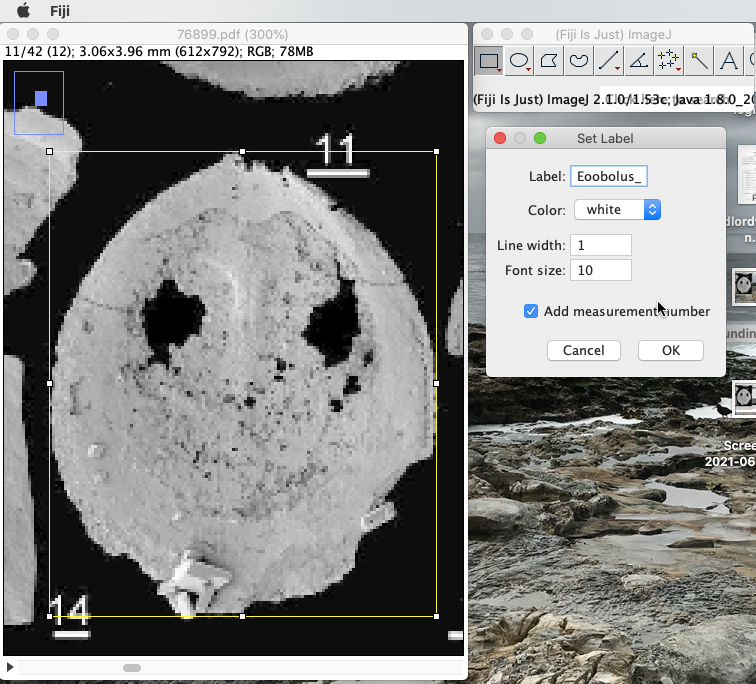 Fiji
76899.pdf (300%)
11/42 (12); 3.06x3.96 mm (612x792); RGB; 78MB
11
14
(Fiji Is Just) ImageJ
A
(Fiji Is Just) ImageJ 2.1.0/1.53c; Java 1.8.0_20
Set Label
Label: Eoobolus_
Color: white
Line width: 1
Font size: 10
Add measurement number
Cancel OK
dlord
n.
undin
Scree
2021-06